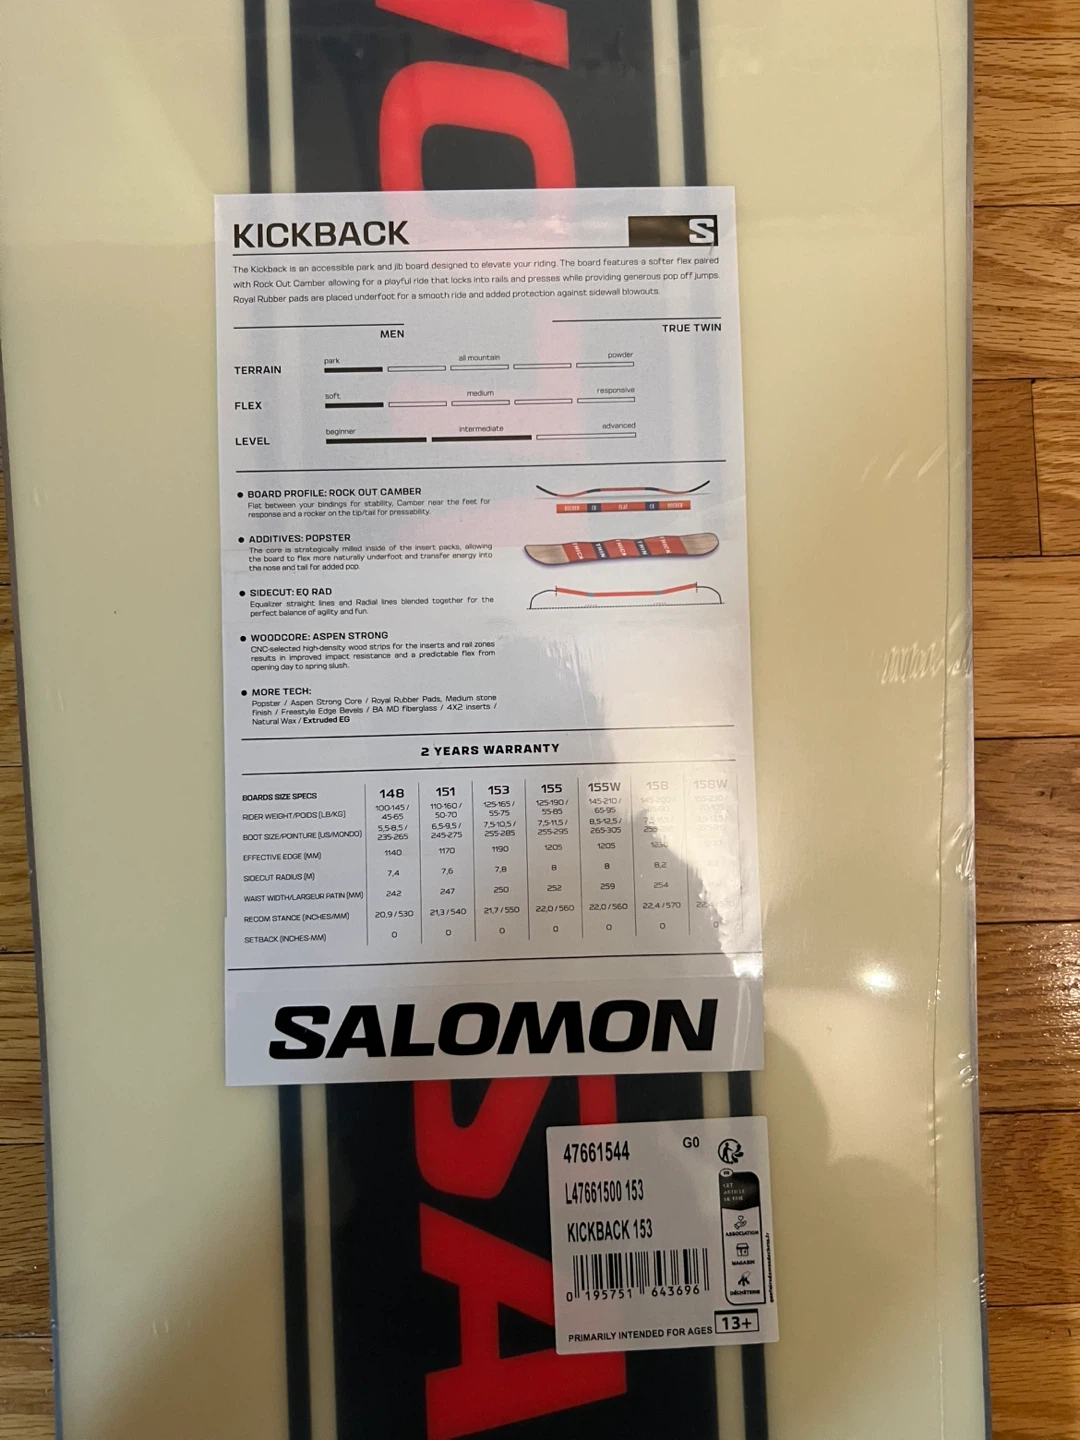 KICKBACK
S
The Kickback is an accessible park and jib board designed to elevate your riding. The board features a softer flex paired
with Rock Out Camber allowing for a playful ride that locks into rails and presses while providing generous pop off jumps.
Royal Rubber pads are placed underfoot for a smooth ride and added protection against sidewall blowouts.
MEN
TRUE TWIN
TERRAIN park all mountain powder
FLEX soft medium responsive
LEVEL beginner intermediate advanced
● BOARD PROFILE: ROCK OUT CAMBER
Flat between your bindings for stability, Camber near the feet for
response and a rocker on the tip/tail for pressability.
ROCKER FLAT ROCKER
● ADDITIVES: POPSTER
The core is strategically milled inside of the insert packs, allowing
the board to flex more naturally underfoot and transfer energy into
the nose and tail for added pop.
THICK THIN THICK THIN THICK
● SIDECUT: EQ RAD
Equalizer straight lines and Radial lines blended together for the
perfect balance of agility and fun.
● WOODCORE: ASPEN STRONG
CNC-selected high-density wood strips for the inserts and rail zones
results in improved impact resistance and a predictable flex from
opening day to spring slush.
● MORE TECH:
Popster / Aspen Strong Core / Royal Rubber Pads, Medium stone
finish / Freestyle Edge Bevels / BA MD fiberglass / 4X2 inserts /
Natural Wax / Extruded EG
2 YEARS WARRANTY
BOARDS SIZE SPECS 148 151 153 155 155W 158 158W
RIDER WEIGHT/POIDS (LB/KG) 100-145 / 45-65 110-160 / 50-70 125-165 / 55-75 125-190 / 55-85 145-210 / 65-95
BOOT SIZE/POINTURE (US/MONDO) 5,5-8,5 / 235-265 6,5-9,5 / 245-275 7,5-10,5 / 255-285 7,5-11,5 / 255-295 8,5-12,5 / 265-305
EFFECTIVE EDGE (MM) 1140 1170 1190 1205 1205
SIDECUT RADIUS (M) 7,4 7,6 7,8 8 8 8,2
WAIST WIDTH/LARGEUR PATIN (MM) 242 247 250 252 259 254
RECOM STANCE (INCHES/MM) 20,9 / 530 21,3 / 540 21,7 / 550 22,0 / 560 22,0 / 560 22,4 / 570
SETBACK (INCHES-MM) 0 0 0 0 0 0 0
SALOMON
SA
47661544 G0
L47661500 153
KICKBACK 153
0 195751 643696
PRIMARILY INTENDED FOR AGES 13+
FR
ASSOCIATION
MAGASIN
DÉCHÈTERIE